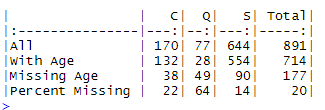 |                |   C|  Q|   S| Total|
|:---------------|---:|--:|---:|-----:|
|All             | 170| 77| 644|   891|
|With Age        | 132| 28| 554|   714|
|Missing Age     |  38| 49|  90|   177|
|Percent Missing |  22| 64|  14|    20|
>